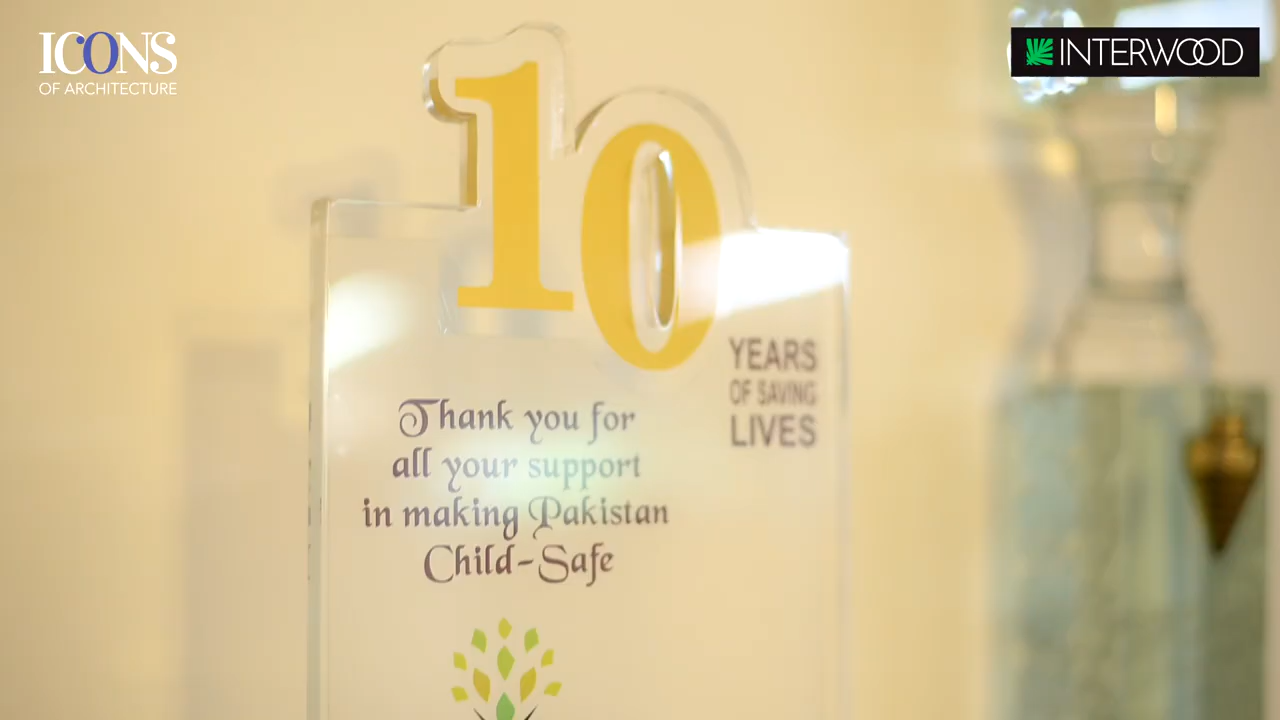 ICONS
OF ARCHITECTURE
INTERWOOD
10
YEARS
OF SAVING
LIVES
Thank you for
all your support
in making Pakistan
Child-Safe